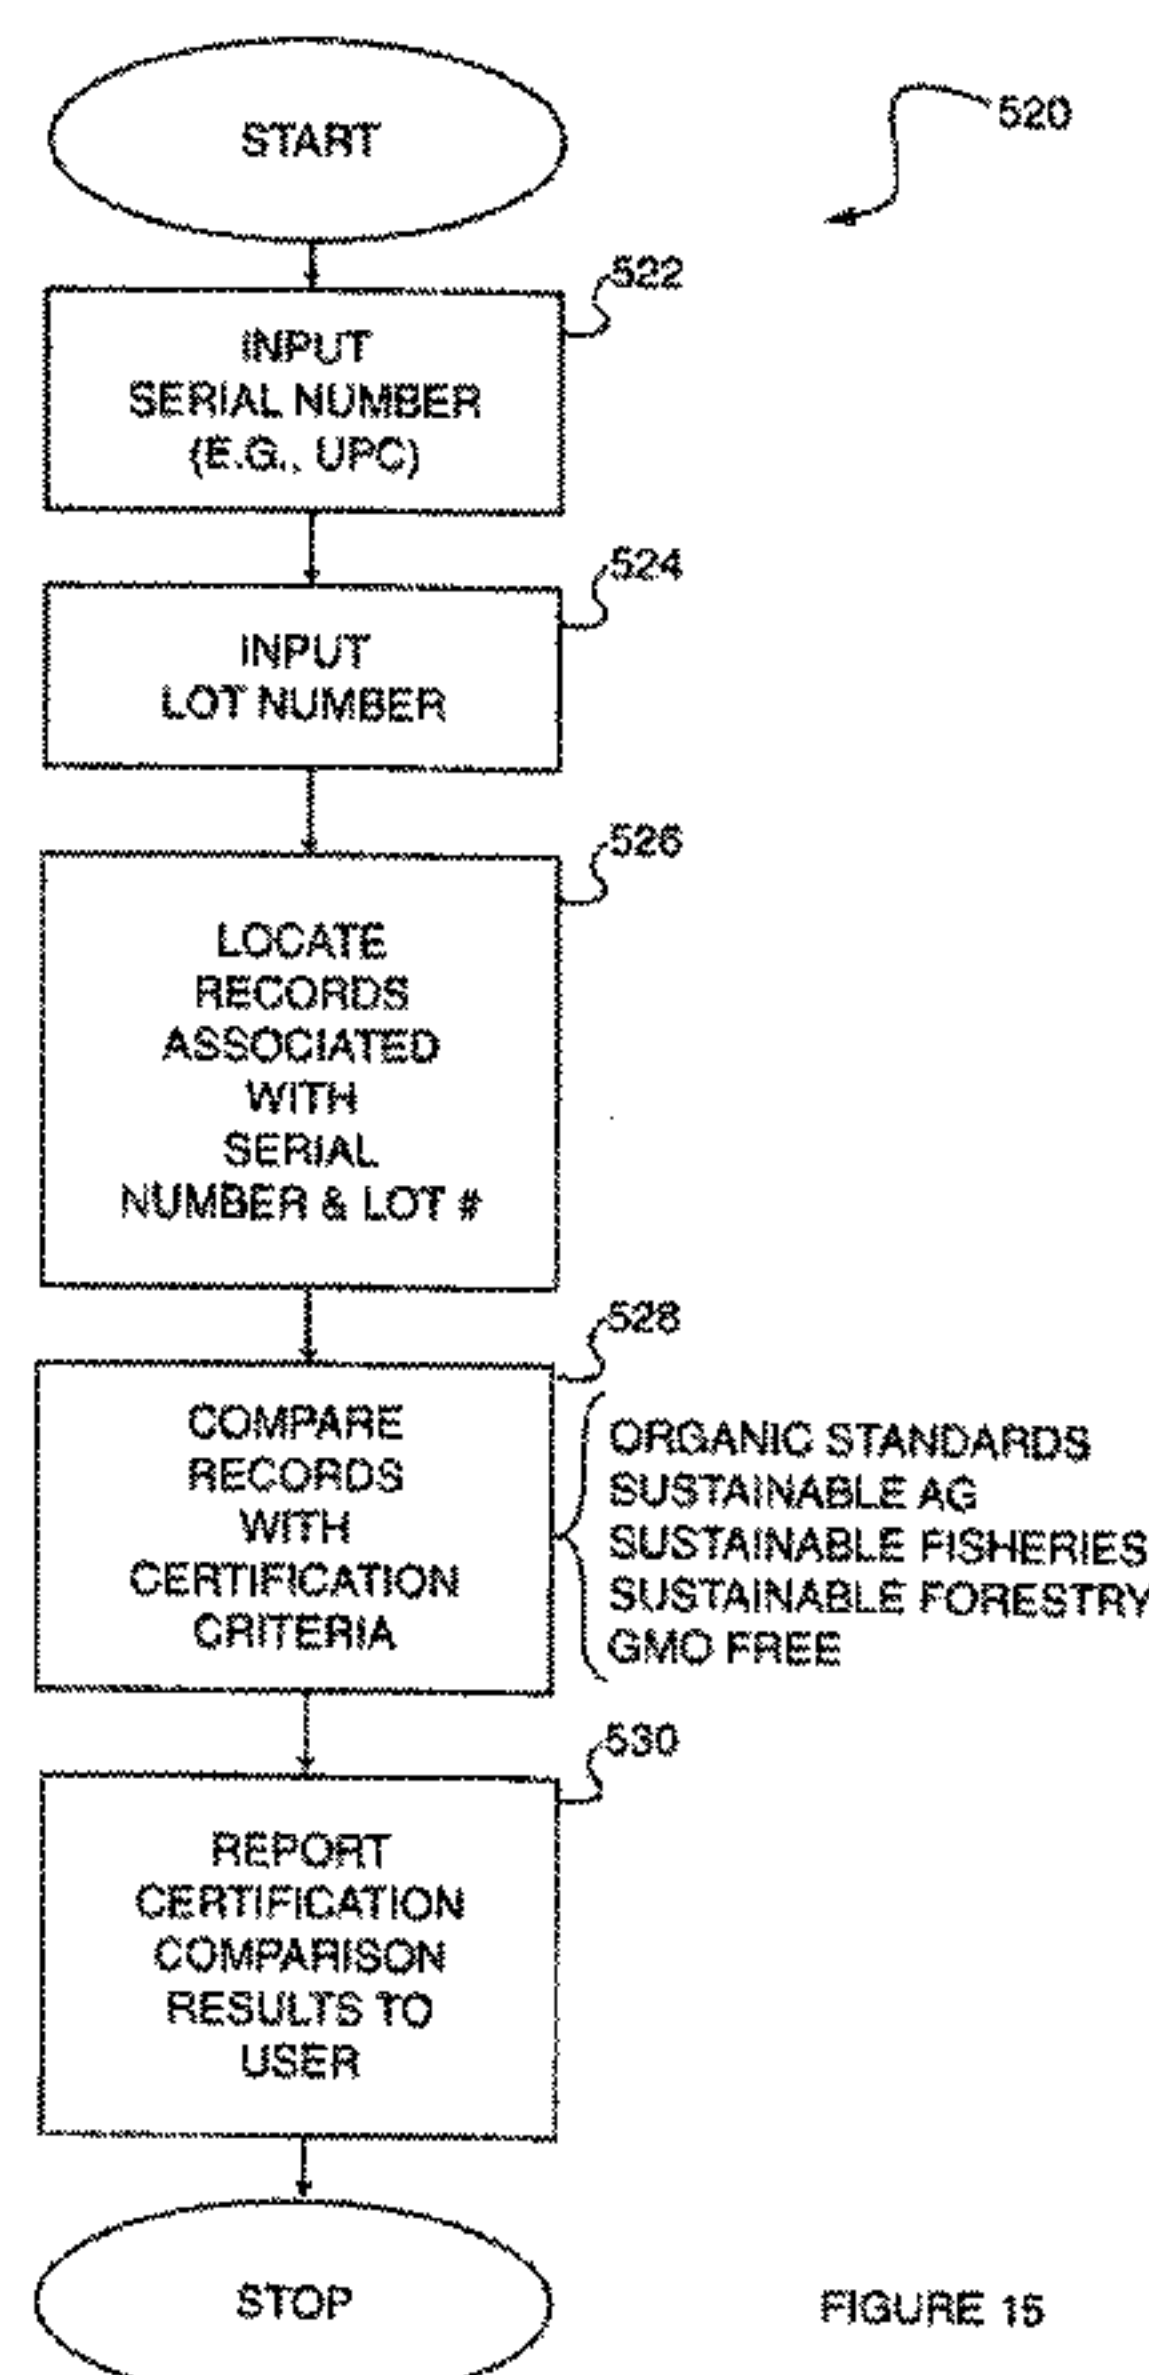 START
520
522
INPUT
SERIAL NUMBER
(E.G., UPC)
524
INPUT
LOT NUMBER
526
LOCATE
RECORDS
ASSOCIATED
WITH
SERIAL
NUMBER & LOT #
528
COMPARE
RECORDS
WITH
CERTIFICATION
CRITERIA
ORGANIC STANDARDS
SUSTAINABLE AG
SUSTAINABLE FISHERIES
SUSTAINABLE FORESTRY
GMO FREE
530
REPORT
CERTIFICATION
COMPARISON
RESULTS TO
USER
STOP
FIGURE 15